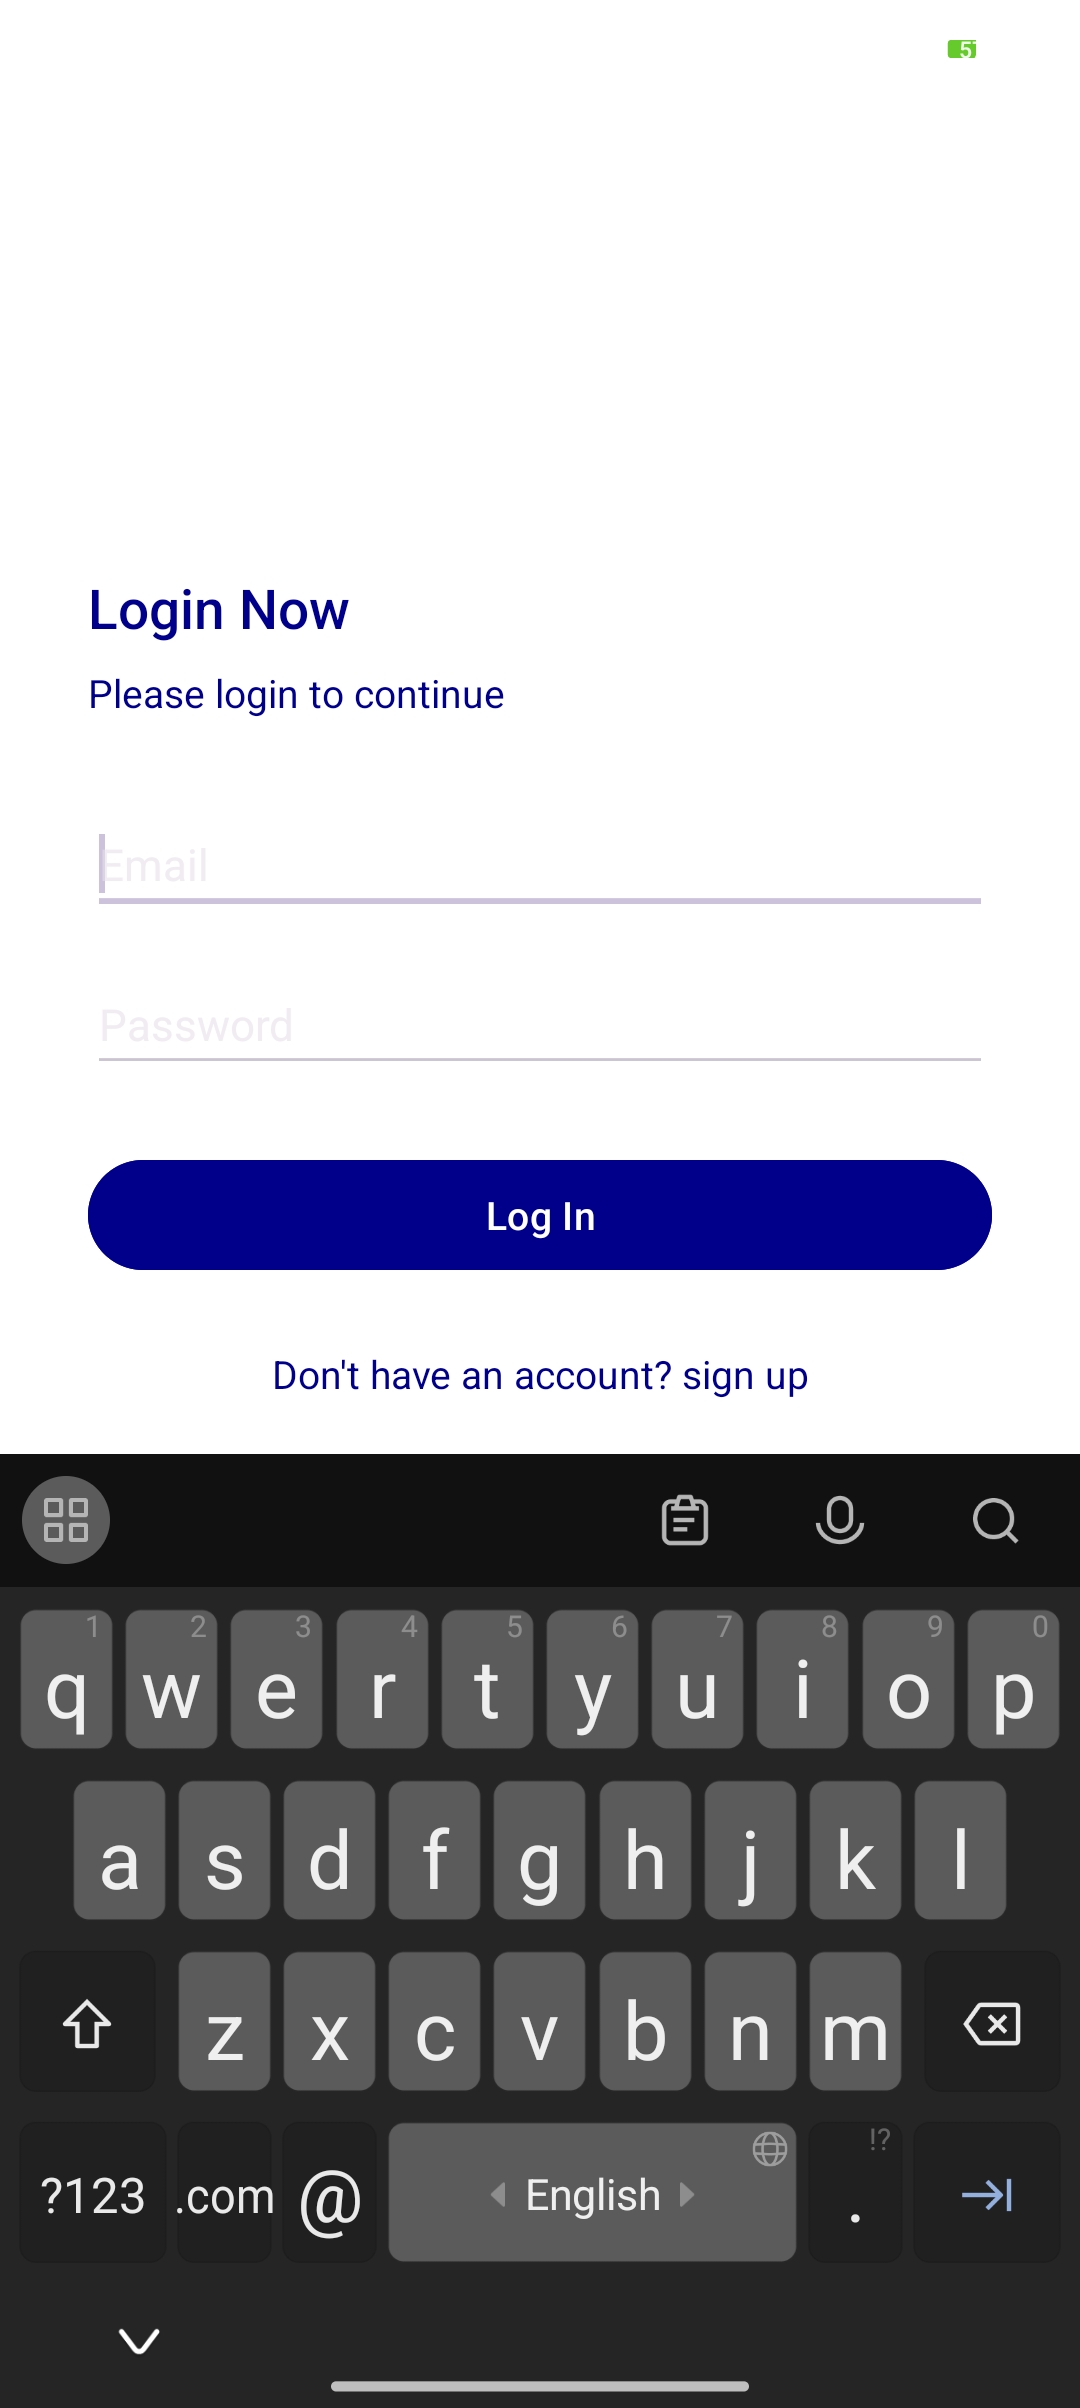 Login Now
Please login to continue
Email
Password
Log In
Don't have an account? sign up
1 2 3 4 5 6 7 8 9 0
q w e r t y u i o p
a s d f g h j k l
z x c v b n m
!?
?123 .com @ English .